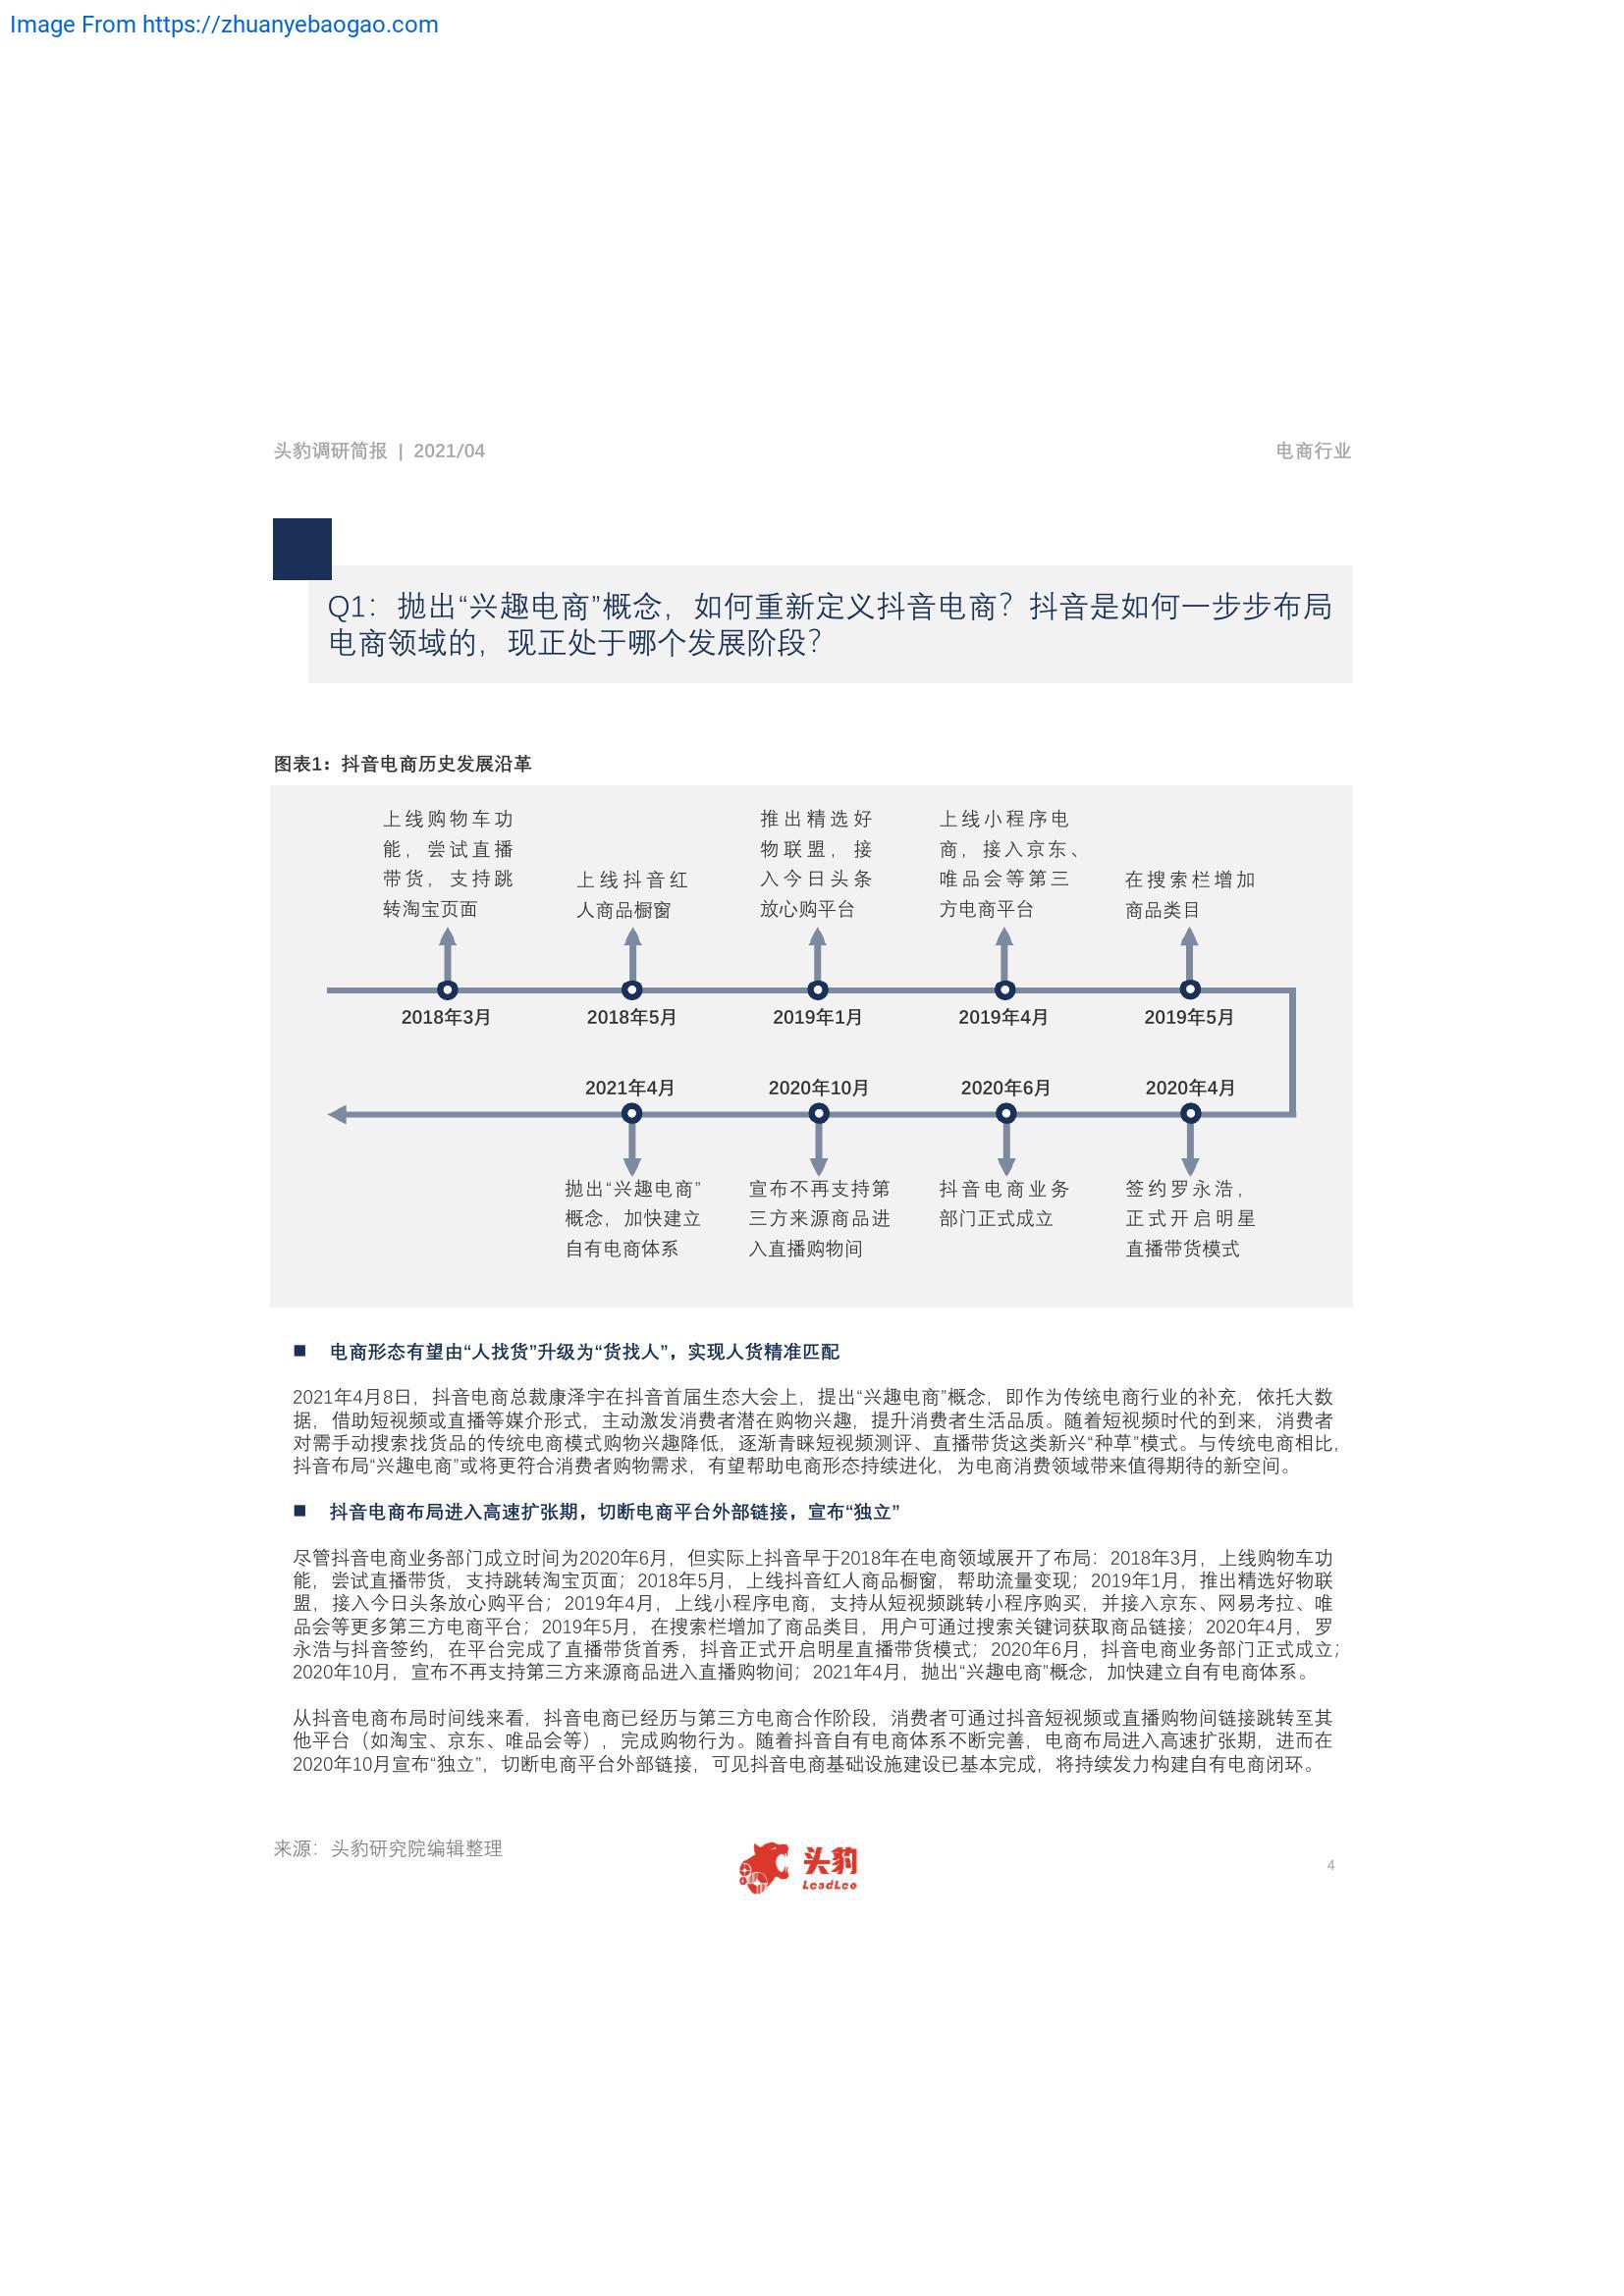 Image From https://zhuanyebaogao.com
头豹调研简报 | 2021/04
电商行业
Q1：抛出“兴趣电商”概念，如何重新定义抖音电商？抖音是如何一步步布局
电商领域的，现正处于哪个发展阶段？
图表1：抖音电商历史发展沿革
上线购物车功
能，尝试直播
带货，支持跳
转淘宝页面
上线抖音红
人商品橱窗
推出精选好
物联盟，接
入今日头条
放心购平台
上线小程序电
商，接入京东、
唯品会等第三
方电商平台
在搜索栏增加
商品类目
2018年3月
2018年5月
2019年1月
2019年4月
2019年5月
2021年4月
2020年10月
2020年6月
2020年4月
抛出“兴趣电商”
概念，加快建立
自有电商体系
宣布不再支持第
三方来源商品进
入直播购物间
抖音电商业务
部门正式成立
签约罗永浩，
正式开启明星
直播带货模式
■ 电商形态有望由“人找货”升级为“货找人”，实现人货精准匹配
2021年4月8日，抖音电商总裁康泽宇在抖音首届生态大会上，提出“兴趣电商”概念，即作为传统电商行业的补充，依托大数
据，借助短视频或直播等媒介形式，主动激发消费者潜在购物兴趣，提升消费者生活品质。随着短视频时代的到来，消费者
对需手动搜索找货品的传统电商模式购物兴趣降低，逐渐青睐短视频测评、直播带货这类新兴“种草”模式。与传统电商相比，
抖音布局“兴趣电商”或将更符合消费者购物需求，有望帮助电商形态持续进化，为电商消费领域带来值得期待的新空间。
■ 抖音电商布局进入高速扩张期，切断电商平台外部链接，宣布“独立”
尽管抖音电商业务部门成立时间为2020年6月，但实际上抖音早于2018年在电商领域展开了布局：2018年3月，上线购物车功
能，尝试直播带货，支持跳转淘宝页面；2018年5月，上线抖音红人商品橱窗，帮助流量变现；2019年1月，推出精选好物联
盟，接入今日头条放心购平台；2019年4月，上线小程序电商，支持从短视频跳转小程序购买，并接入京东、网易考拉、唯
品会等更多第三方电商平台；2019年5月，在搜索栏增加了商品类目，用户可通过搜索关键词获取商品链接；2020年4月，罗
永浩与抖音签约，在平台完成了直播带货首秀，抖音正式开启明星直播带货模式；2020年6月，抖音电商业务部门正式成立；
2020年10月，宣布不再支持第三方来源商品进入直播购物间；2021年4月，抛出“兴趣电商”概念，加快建立自有电商体系。
从抖音电商布局时间线来看，抖音电商已经历与第三方电商合作阶段，消费者可通过抖音短视频或直播购物间链接跳转至其
他平台（如淘宝、京东、唯品会等），完成购物行为。随着抖音自有电商体系不断完善，电商布局进入高速扩张期，进而在
2020年10月宣布“独立”，切断电商平台外部链接，可见抖音电商基础设施建设已基本完成，将持续发力构建自有电商闭环。
来源：头豹研究院编辑整理
头豹
LeadLeo
4